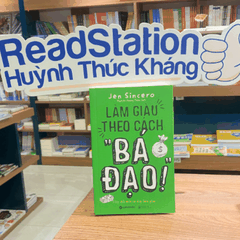 ReadStation
Huỳnh Thúc Kháng
Jen Sincero
LÀM GIÀU
THEO CÁCH
"BÁ
ĐẠO!"